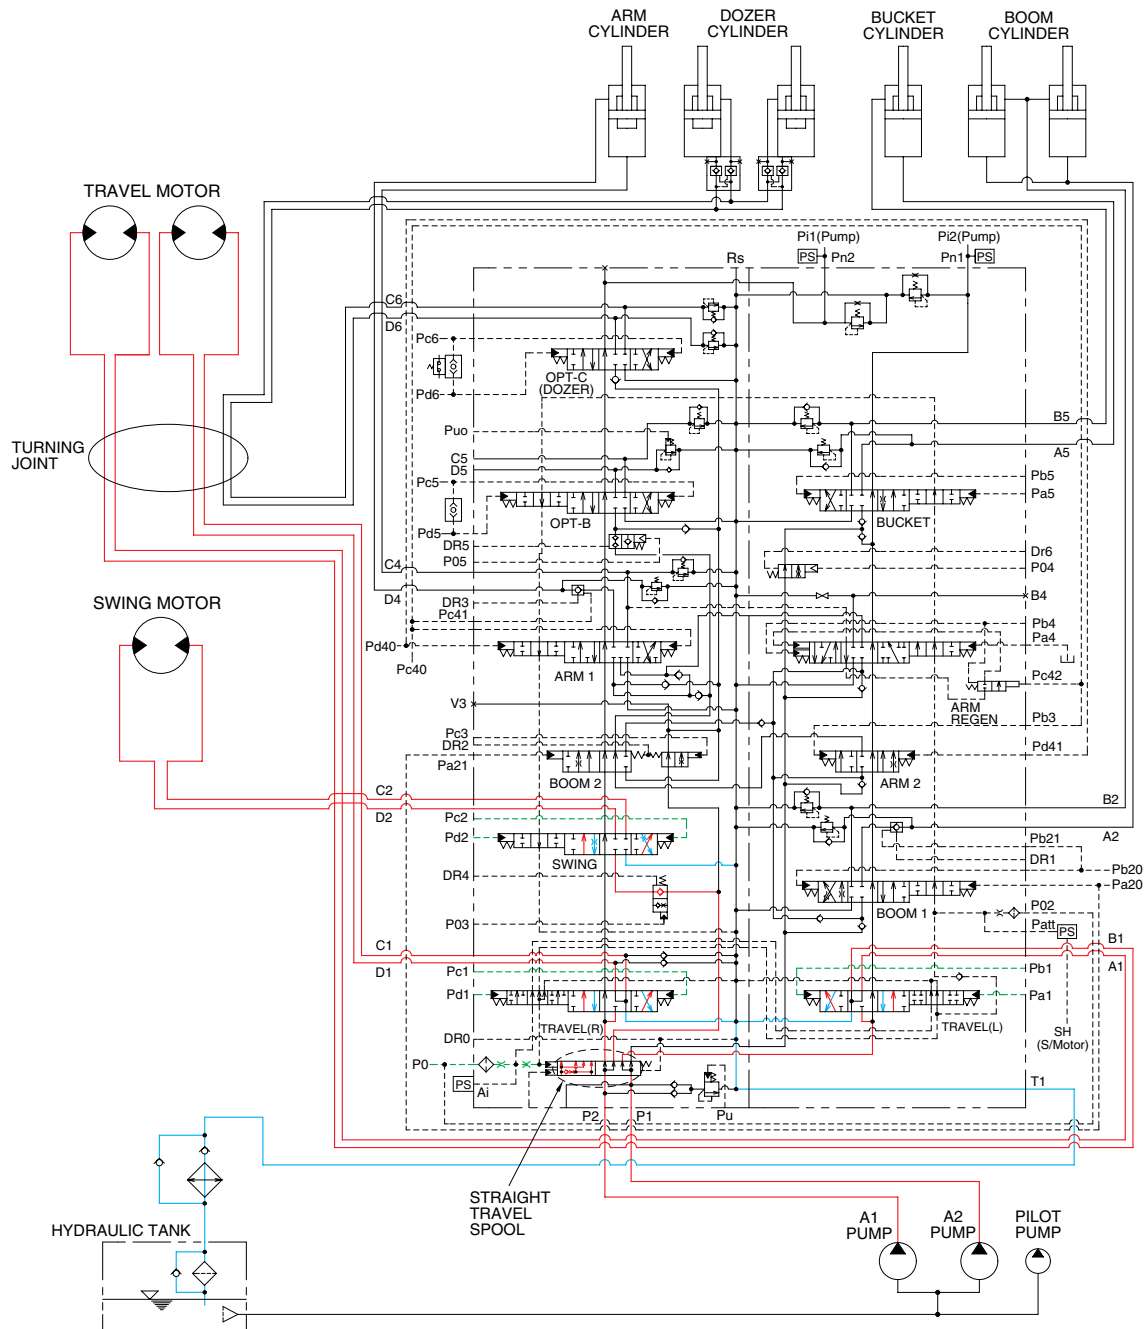 ARM
CYLINDER
DOZER
CYLINDER
BUCKET
CYLINDER
BOOM
CYLINDER
TRAVEL MOTOR
Pi1(Pump)
Pi2(Pump)
PS
Pn2
Rs
Pn1
PS
C6
D6
Pc6
OPT-C
(DOZER)
Pd6
TURNING
JOINT
Puo
B5
A5
C5
D5
Pc5
Pb5
Pa5
OPT-B
BUCKET
Pd5
DR5
P05
Dr6
P04
C4
D4
DR3
Pc41
B4
Pb4
Pa4
SWING MOTOR
Pd40
Pc40
ARM 1
Pc42
ARM
REGEN
V3
Pb3
Pc3
DR2
Pa21
BOOM 2
ARM 2
Pd41
C2
D2
B2
A2
Pc2
Pd2
SWING
Pb21
DR1
DR4
Pb20
Pa20
BOOM 1
P03
P02
Patt
PS
C1
D1
B1
A1
Pc1
Pd1
Pb1
Pa1
TRAVEL(R)
TRAVEL(L)
DR0
SH
(S/Motor)
P0
PS
Ai
T1
P2
P1
Pu
STRAIGHT
TRAVEL
SPOOL
HYDRAULIC TANK
A1
PUMP
A2
PUMP
PILOT
PUMP